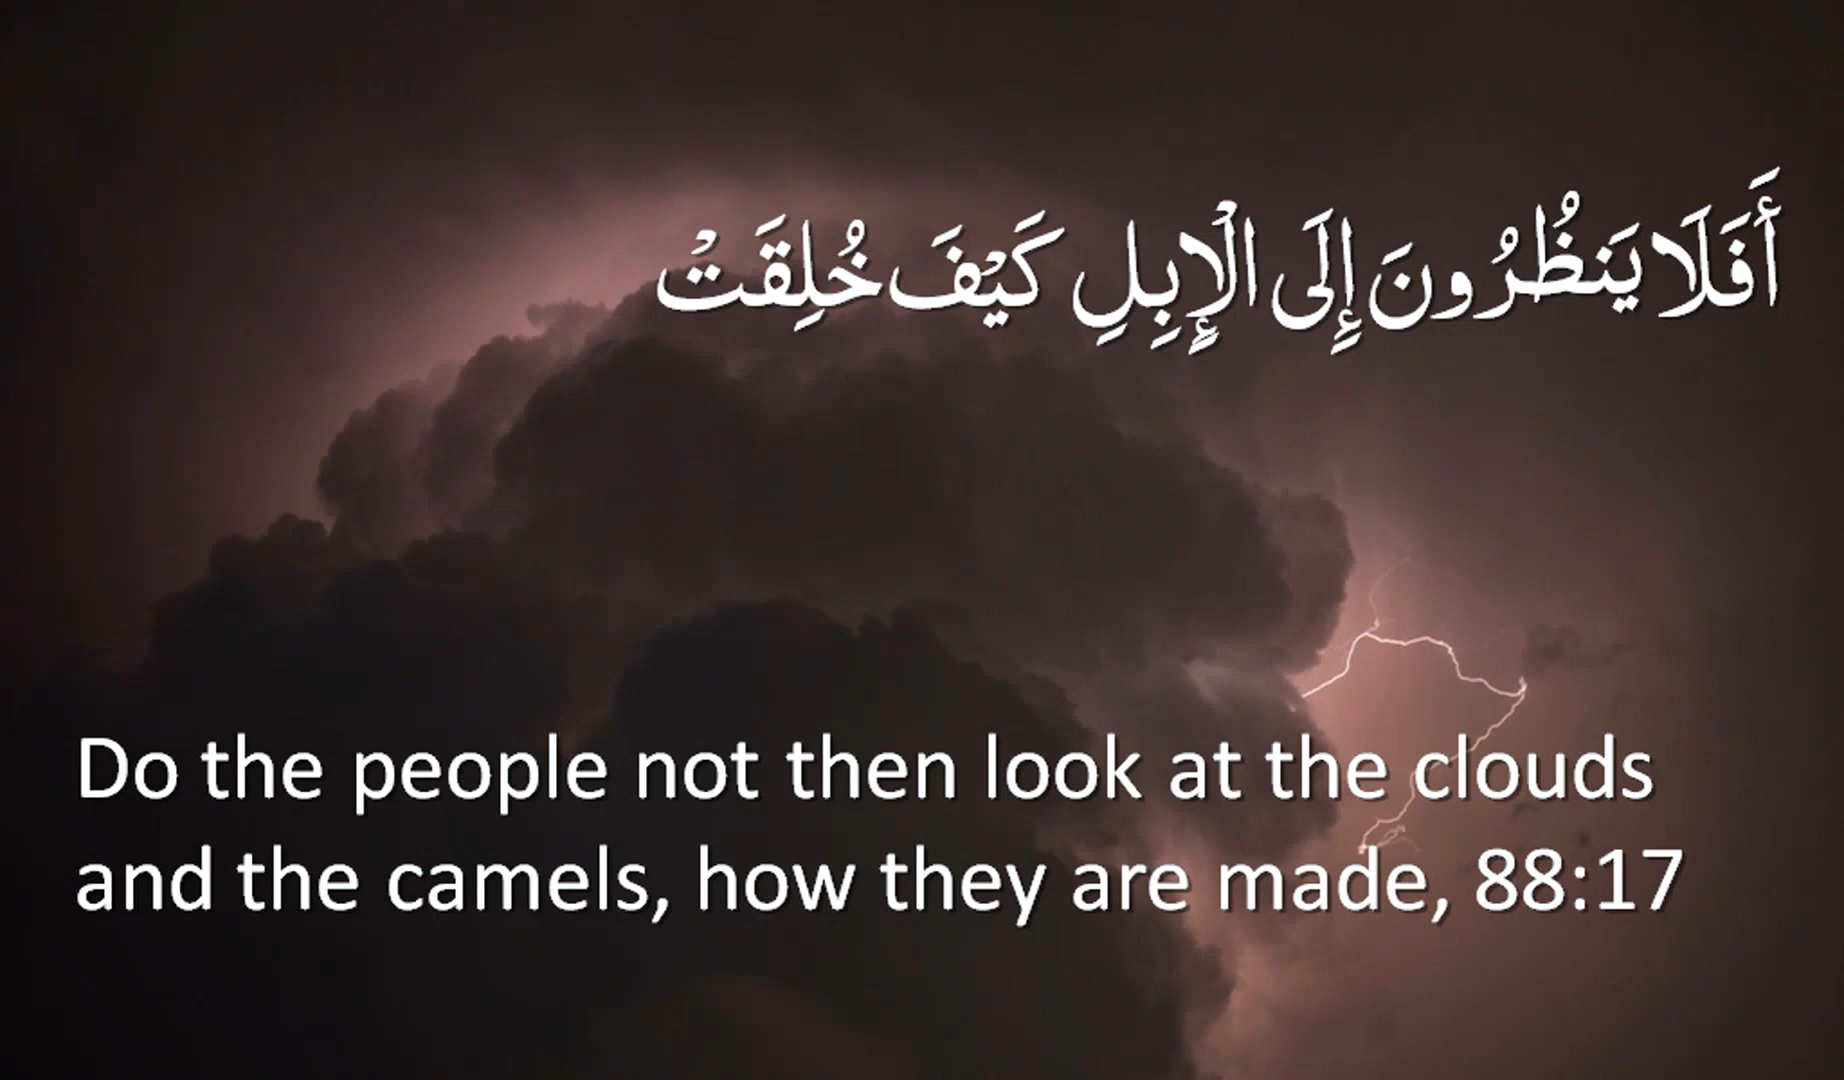 أَفَلَا يَنظُرُونَ إِلَى الْإِبِلِ كَيْفَ خُلِقَتْ
Do the people not then look at the clouds
and the camels, how they are made, 88:17